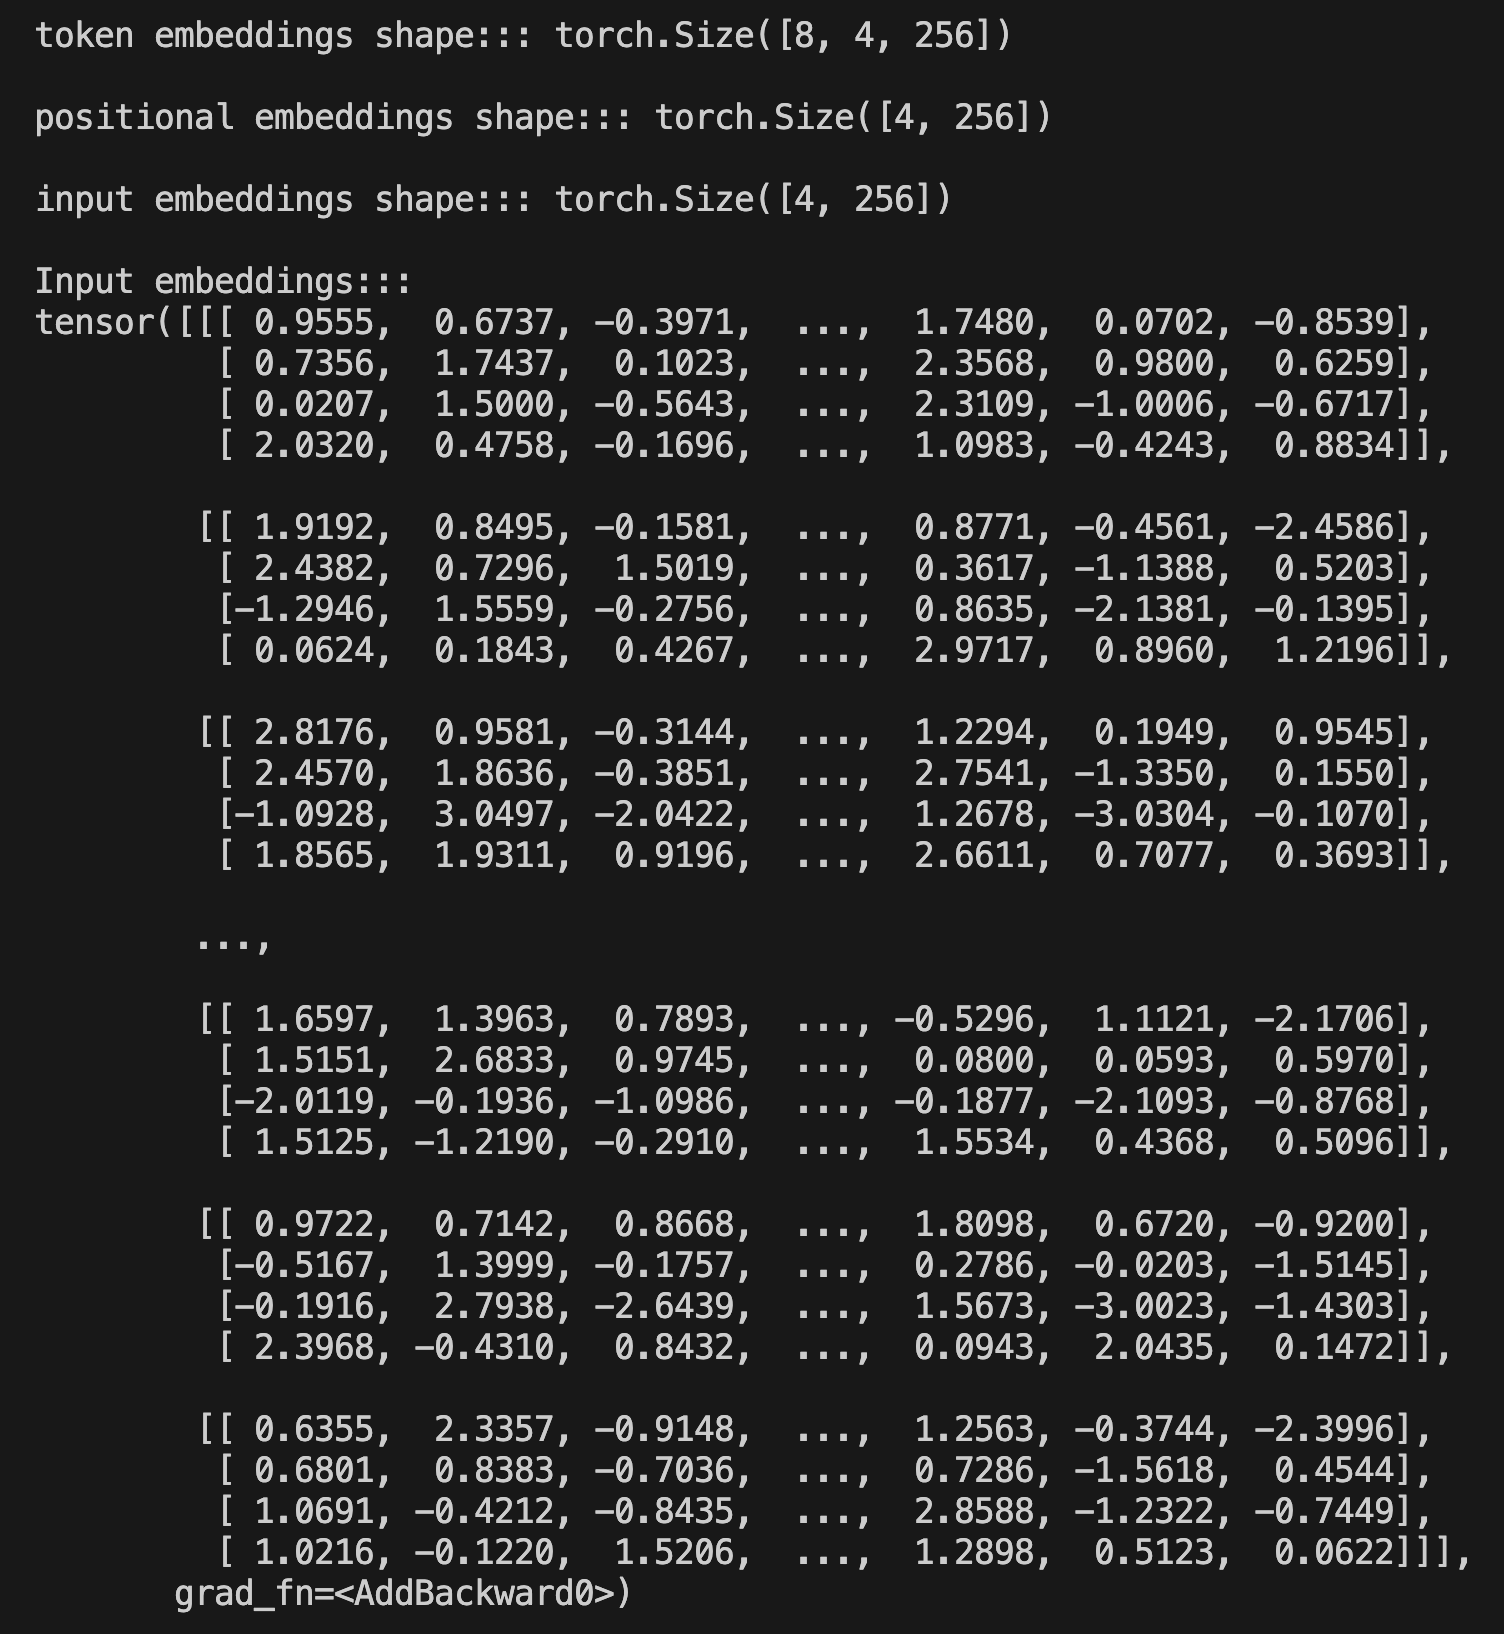 token embeddings shape::: torch.Size([8, 4, 256])
positional embeddings shape::: torch.Size([4, 256])
input embeddings shape::: torch.Size([4, 256])
Input embeddings:::
tensor([[[ 0.9555,  0.6737, -0.3971,  ...,  1.7480,  0.0702, -0.8539],
         [ 0.7356,  1.7437,  0.1023,  ...,  2.3568,  0.9800,  0.6259],
         [ 0.0207,  1.5000, -0.5643,  ...,  2.3109, -1.0006, -0.6717],
         [ 2.0320,  0.4758, -0.1696,  ...,  1.0983, -0.4243,  0.8834]],
        [[ 1.9192,  0.8495, -0.1581,  ...,  0.8771, -0.4561, -2.4586],
         [ 2.4382,  0.7296,  1.5019,  ...,  0.3617, -1.1388,  0.5203],
         [-1.2946,  1.5559, -0.2756,  ...,  0.8635, -2.1381, -0.1395],
         [ 0.0624,  0.1843,  0.4267,  ...,  2.9717,  0.8960,  1.2196]],
        [[ 2.8176,  0.9581, -0.3144,  ...,  1.2294,  0.1949,  0.9545],
         [ 2.4570,  1.8636, -0.3851,  ...,  2.7541, -1.3350,  0.1550],
         [-1.0928,  3.0497, -2.0422,  ...,  1.2678, -3.0304, -0.1070],
         [ 1.8565,  1.9311,  0.9196,  ...,  2.6611,  0.7077,  0.3693]],
        ...,
        [[ 1.6597,  1.3963,  0.7893,  ..., -0.5296,  1.1121, -2.1706],
         [ 1.5151,  2.6833,  0.9745,  ...,  0.0800,  0.0593,  0.5970],
         [-2.0119, -0.1936, -1.0986,  ..., -0.1877, -2.1093, -0.8768],
         [ 1.5125, -1.2190, -0.2910,  ...,  1.5534,  0.4368,  0.5096]],
        [[ 0.9722,  0.7142,  0.8668,  ...,  1.8098,  0.6720, -0.9200],
         [-0.5167,  1.3999, -0.1757,  ...,  0.2786, -0.0203, -1.5145],
         [-0.1916,  2.7938, -2.6439,  ...,  1.5673, -3.0023, -1.4303],
         [ 2.3968, -0.4310,  0.8432,  ...,  0.0943,  2.0435,  0.1472]],
        [[ 0.6355,  2.3357, -0.9148,  ...,  1.2563, -0.3744, -2.3996],
         [ 0.6801,  0.8383, -0.7036,  ...,  0.7286, -1.5618,  0.4544],
         [ 1.0691, -0.4212, -0.8435,  ...,  2.8588, -1.2322, -0.7449],
         [ 1.0216, -0.1220,  1.5206,  ...,  1.2898,  0.5123,  0.0622]]],
       grad_fn=<AddBackward0>)